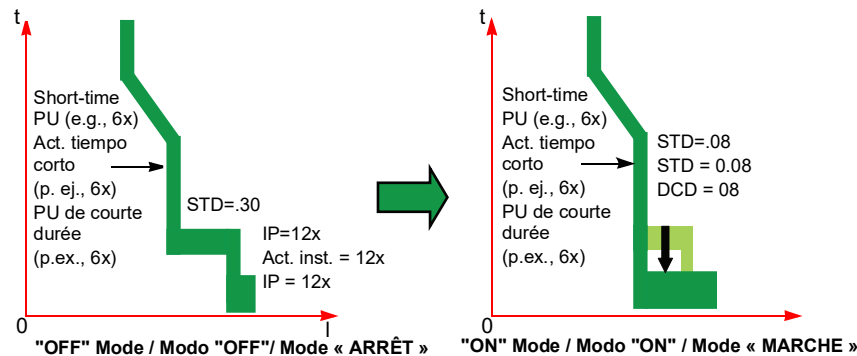 t
Short-time
PU (e.g., 6x)
Act. tiempo
corto
(p. ej., 6x)
PU de courte
durée
(p.ex., 6x)
STD=.30
IP=12x
Act. inst. = 12x
IP = 12x
0
I
"OFF" Mode / Modo "OFF"/ Mode « ARRÊT »
t
Short-time
PU (e.g., 6x)
Act. tiempo
corto
(p. ej., 6x)
PU de courte
durée
(p.ex., 6x)
STD=.08
STD = 0.08
DCD = 08
0
"ON" Mode / Modo "ON" / Mode « MARCHE »